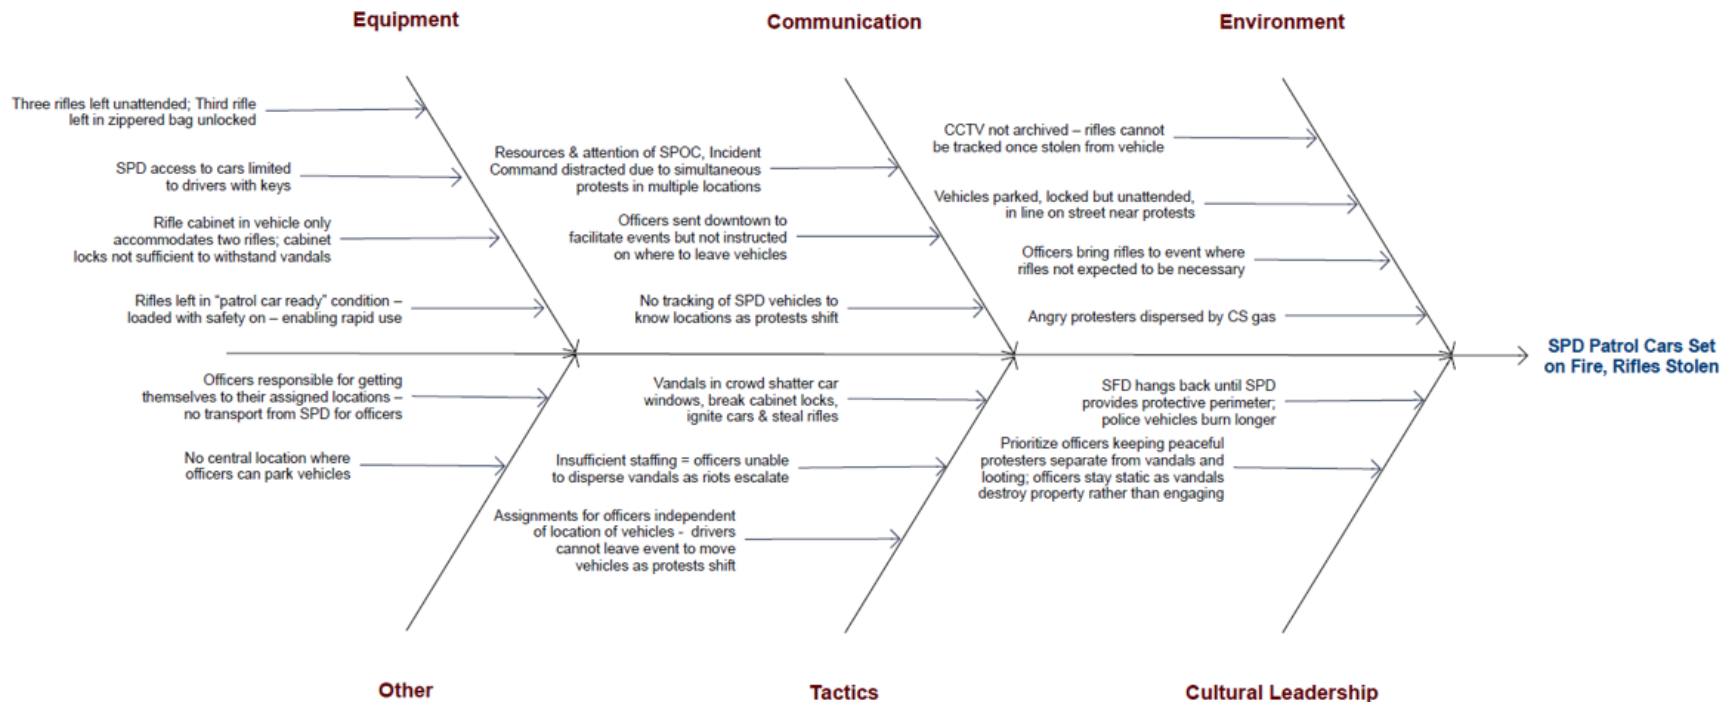 Equipment
Communication
Environment
Three rifles left unattended; Third rifle
left in zippered bag unlocked
SPD access to cars limited
to drivers with keys
Rifle cabinet in vehicle only
accommodates two rifles; cabinet
locks not sufficient to withstand vandals
Rifles left in “patrol car ready” condition –
loaded with safety on – enabling rapid use
Resources & attention of SPOC, Incident
Command distracted due to simultaneous
protests in multiple locations
Officers sent downtown to
facilitate events but not instructed
on where to leave vehicles
No tracking of SPD vehicles to
know locations as protests shift
CCTV not archived – rifles cannot
be tracked once stolen from vehicle
Vehicles parked, locked but unattended,
in line on street near protests
Officers bring rifles to event where
rifles not expected to be necessary
Angry protesters dispersed by CS gas
SPD Patrol Cars Set
on Fire, Rifles Stolen
Officers responsible for getting
themselves to their assigned locations –
no transport from SPD for officers
No central location where
officers can park vehicles
Vandals in crowd shatter car
windows, break cabinet locks,
ignite cars & steal rifles
Insufficient staffing = officers unable
to disperse vandals as riots escalate
Assignments for officers independent
of location of vehicles - drivers
cannot leave event to move
vehicles as protests shift
SFD hangs back until SPD
provides protective perimeter;
police vehicles burn longer
Prioritize officers keeping peaceful
protesters separate from vandals and
looting; officers stay static as vandals
destroy property rather than engaging
Other
Tactics
Cultural Leadership